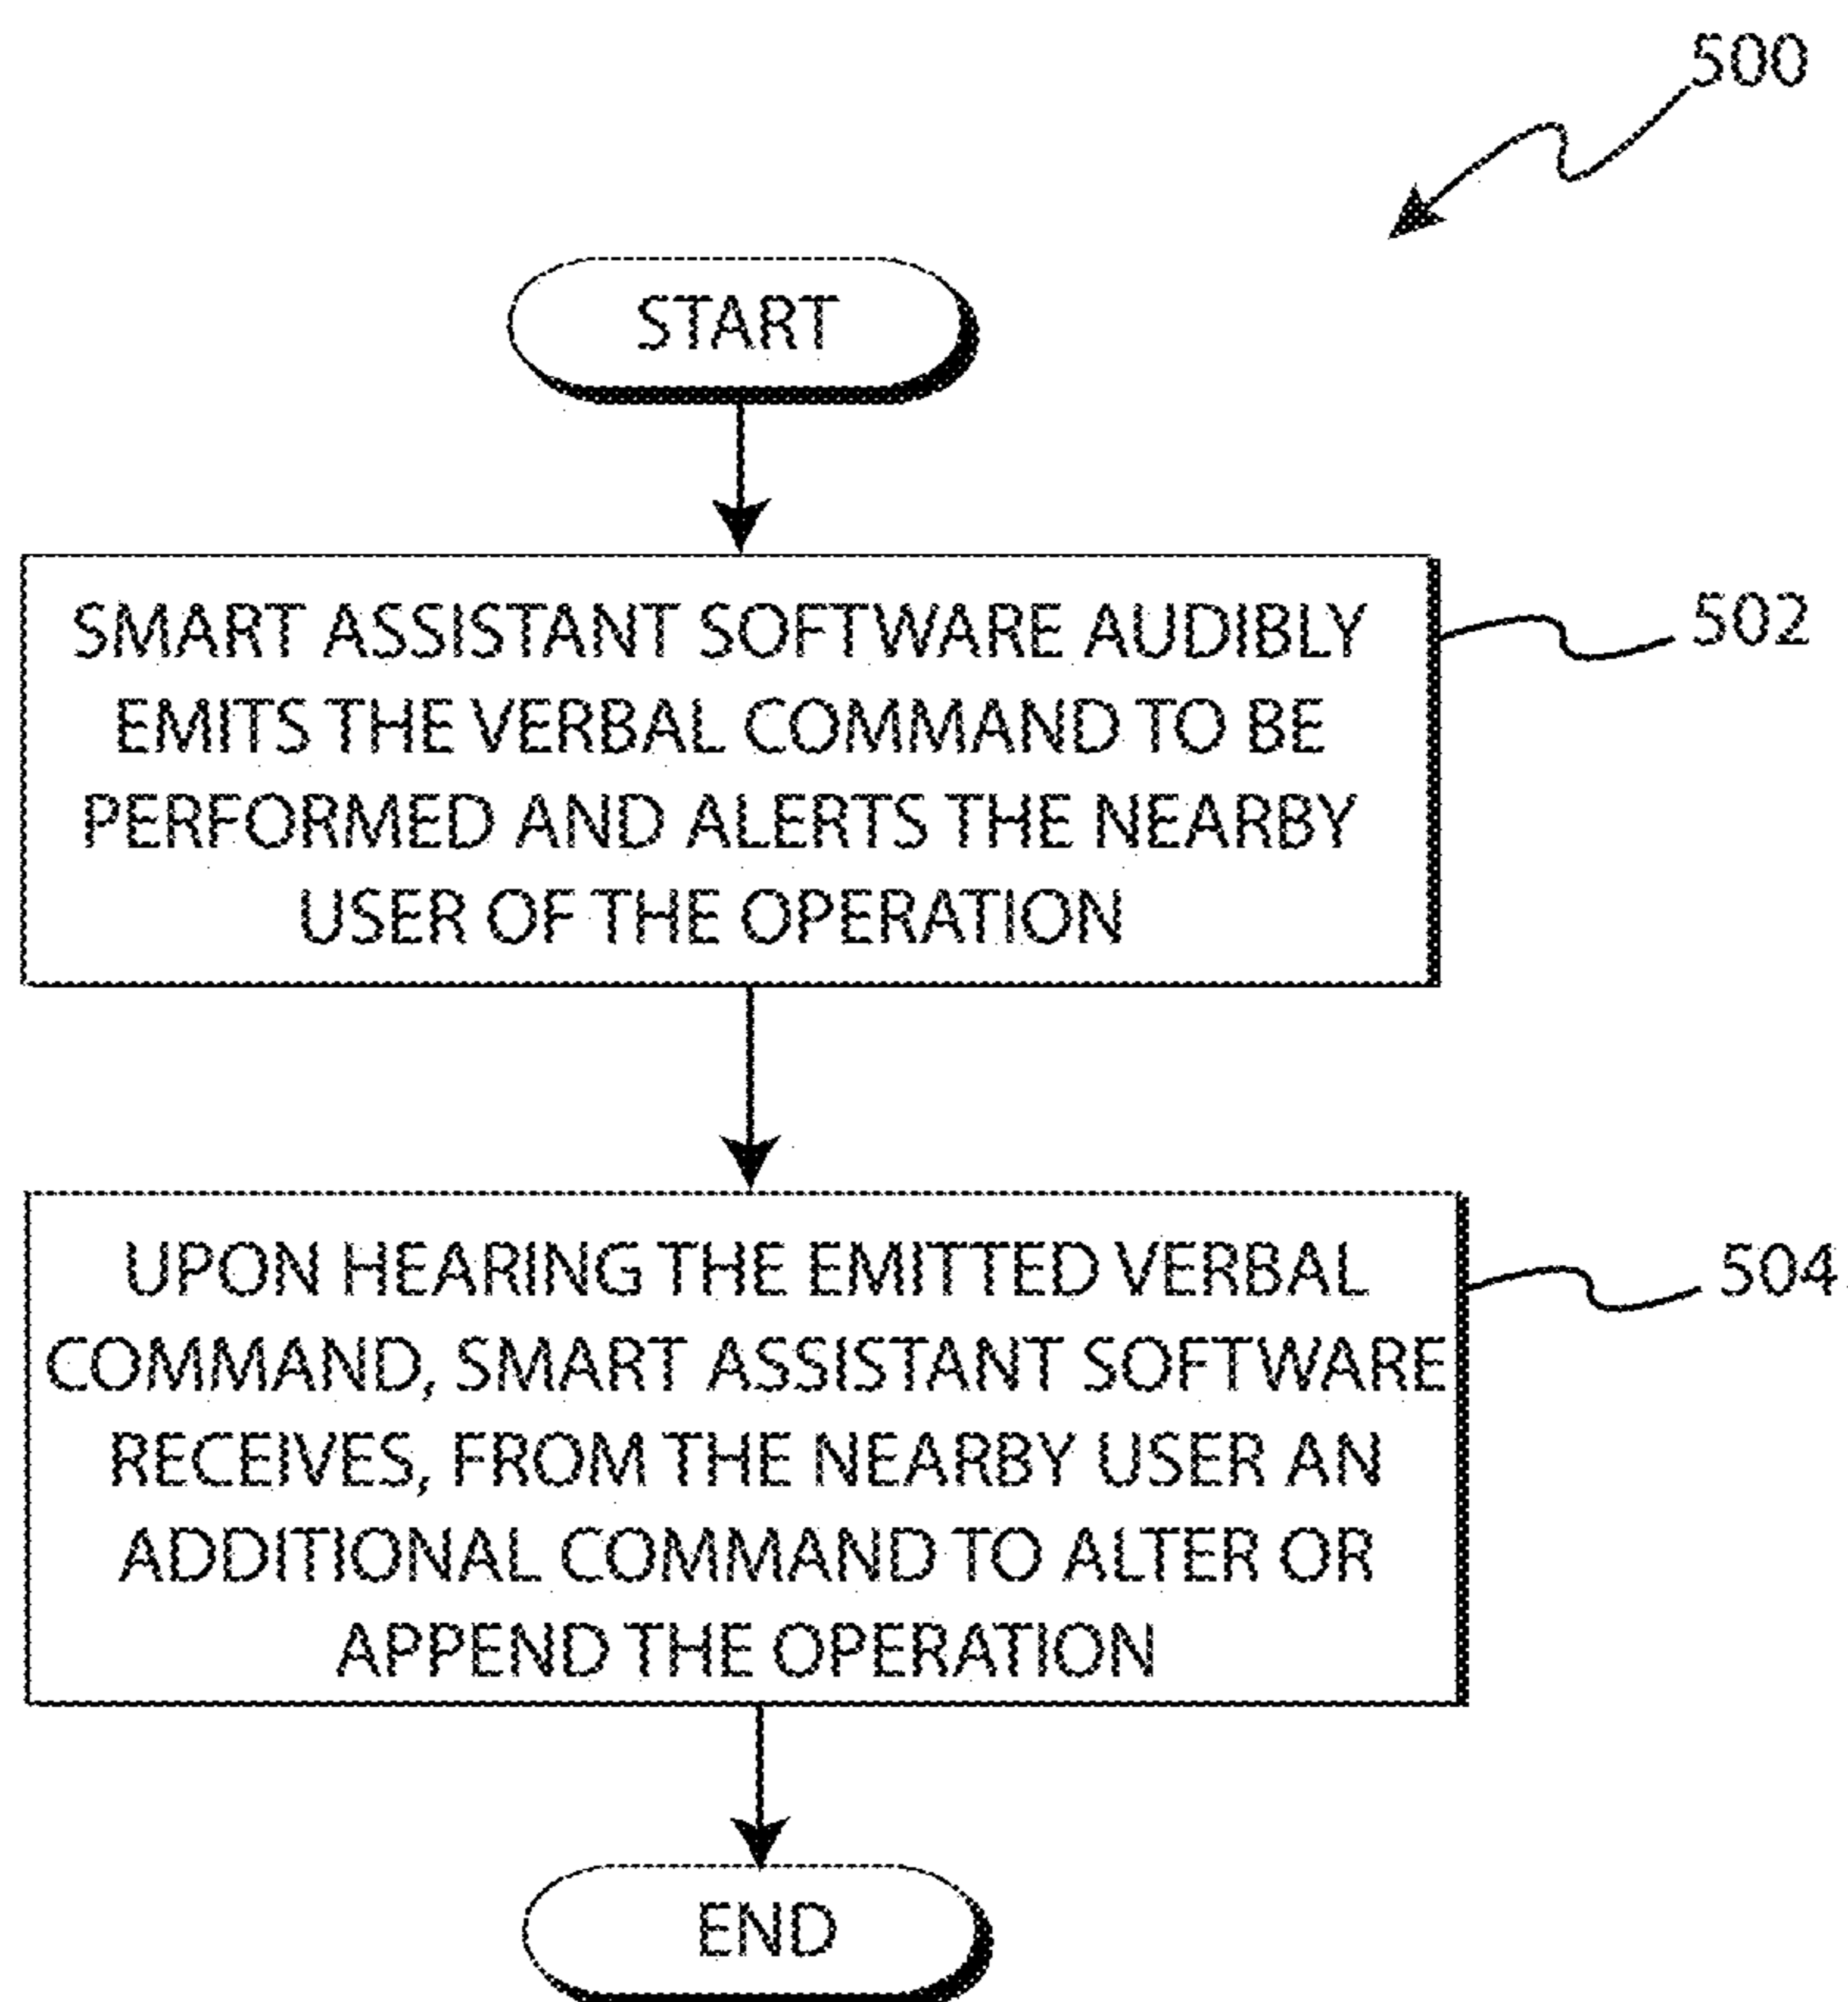 500
START
SMART ASSISTANT SOFTWARE AUDIBLY
EMITS THE VERBAL COMMAND TO BE
PERFORMED AND ALERTS THE NEARBY
USER OF THE OPERATION
502
UPON HEARING THE EMITTED VERBAL
COMMAND, SMART ASSISTANT SOFTWARE
RECEIVES, FROM THE NEARBY USER AN
ADDITIONAL COMMAND TO ALTER OR
APPEND THE OPERATION
504
END